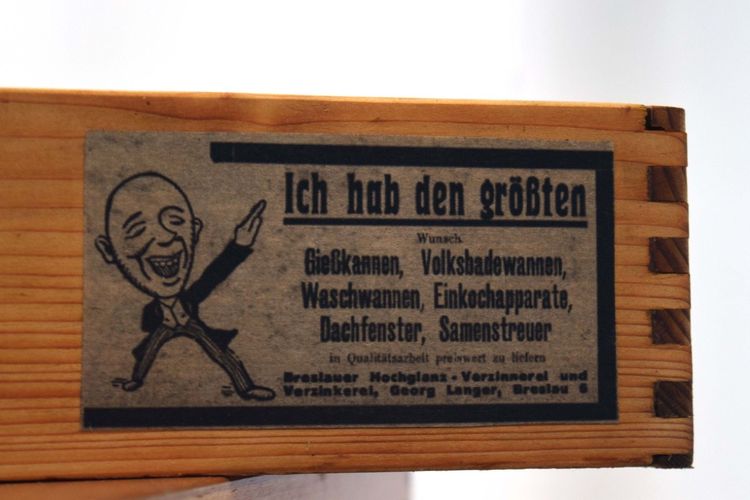 Ich hab den größten
Wunsch
Gießkannen, Volksbadewannen,
Waschwannen, Einkochapparate,
Dachfenster, Samenstreuer
in Qualitätsarbeit preiswert zu liefern
Breslauer Hochglanz-Verzinnerei und
Verzinkerei, Georg Langer, Breslau 6